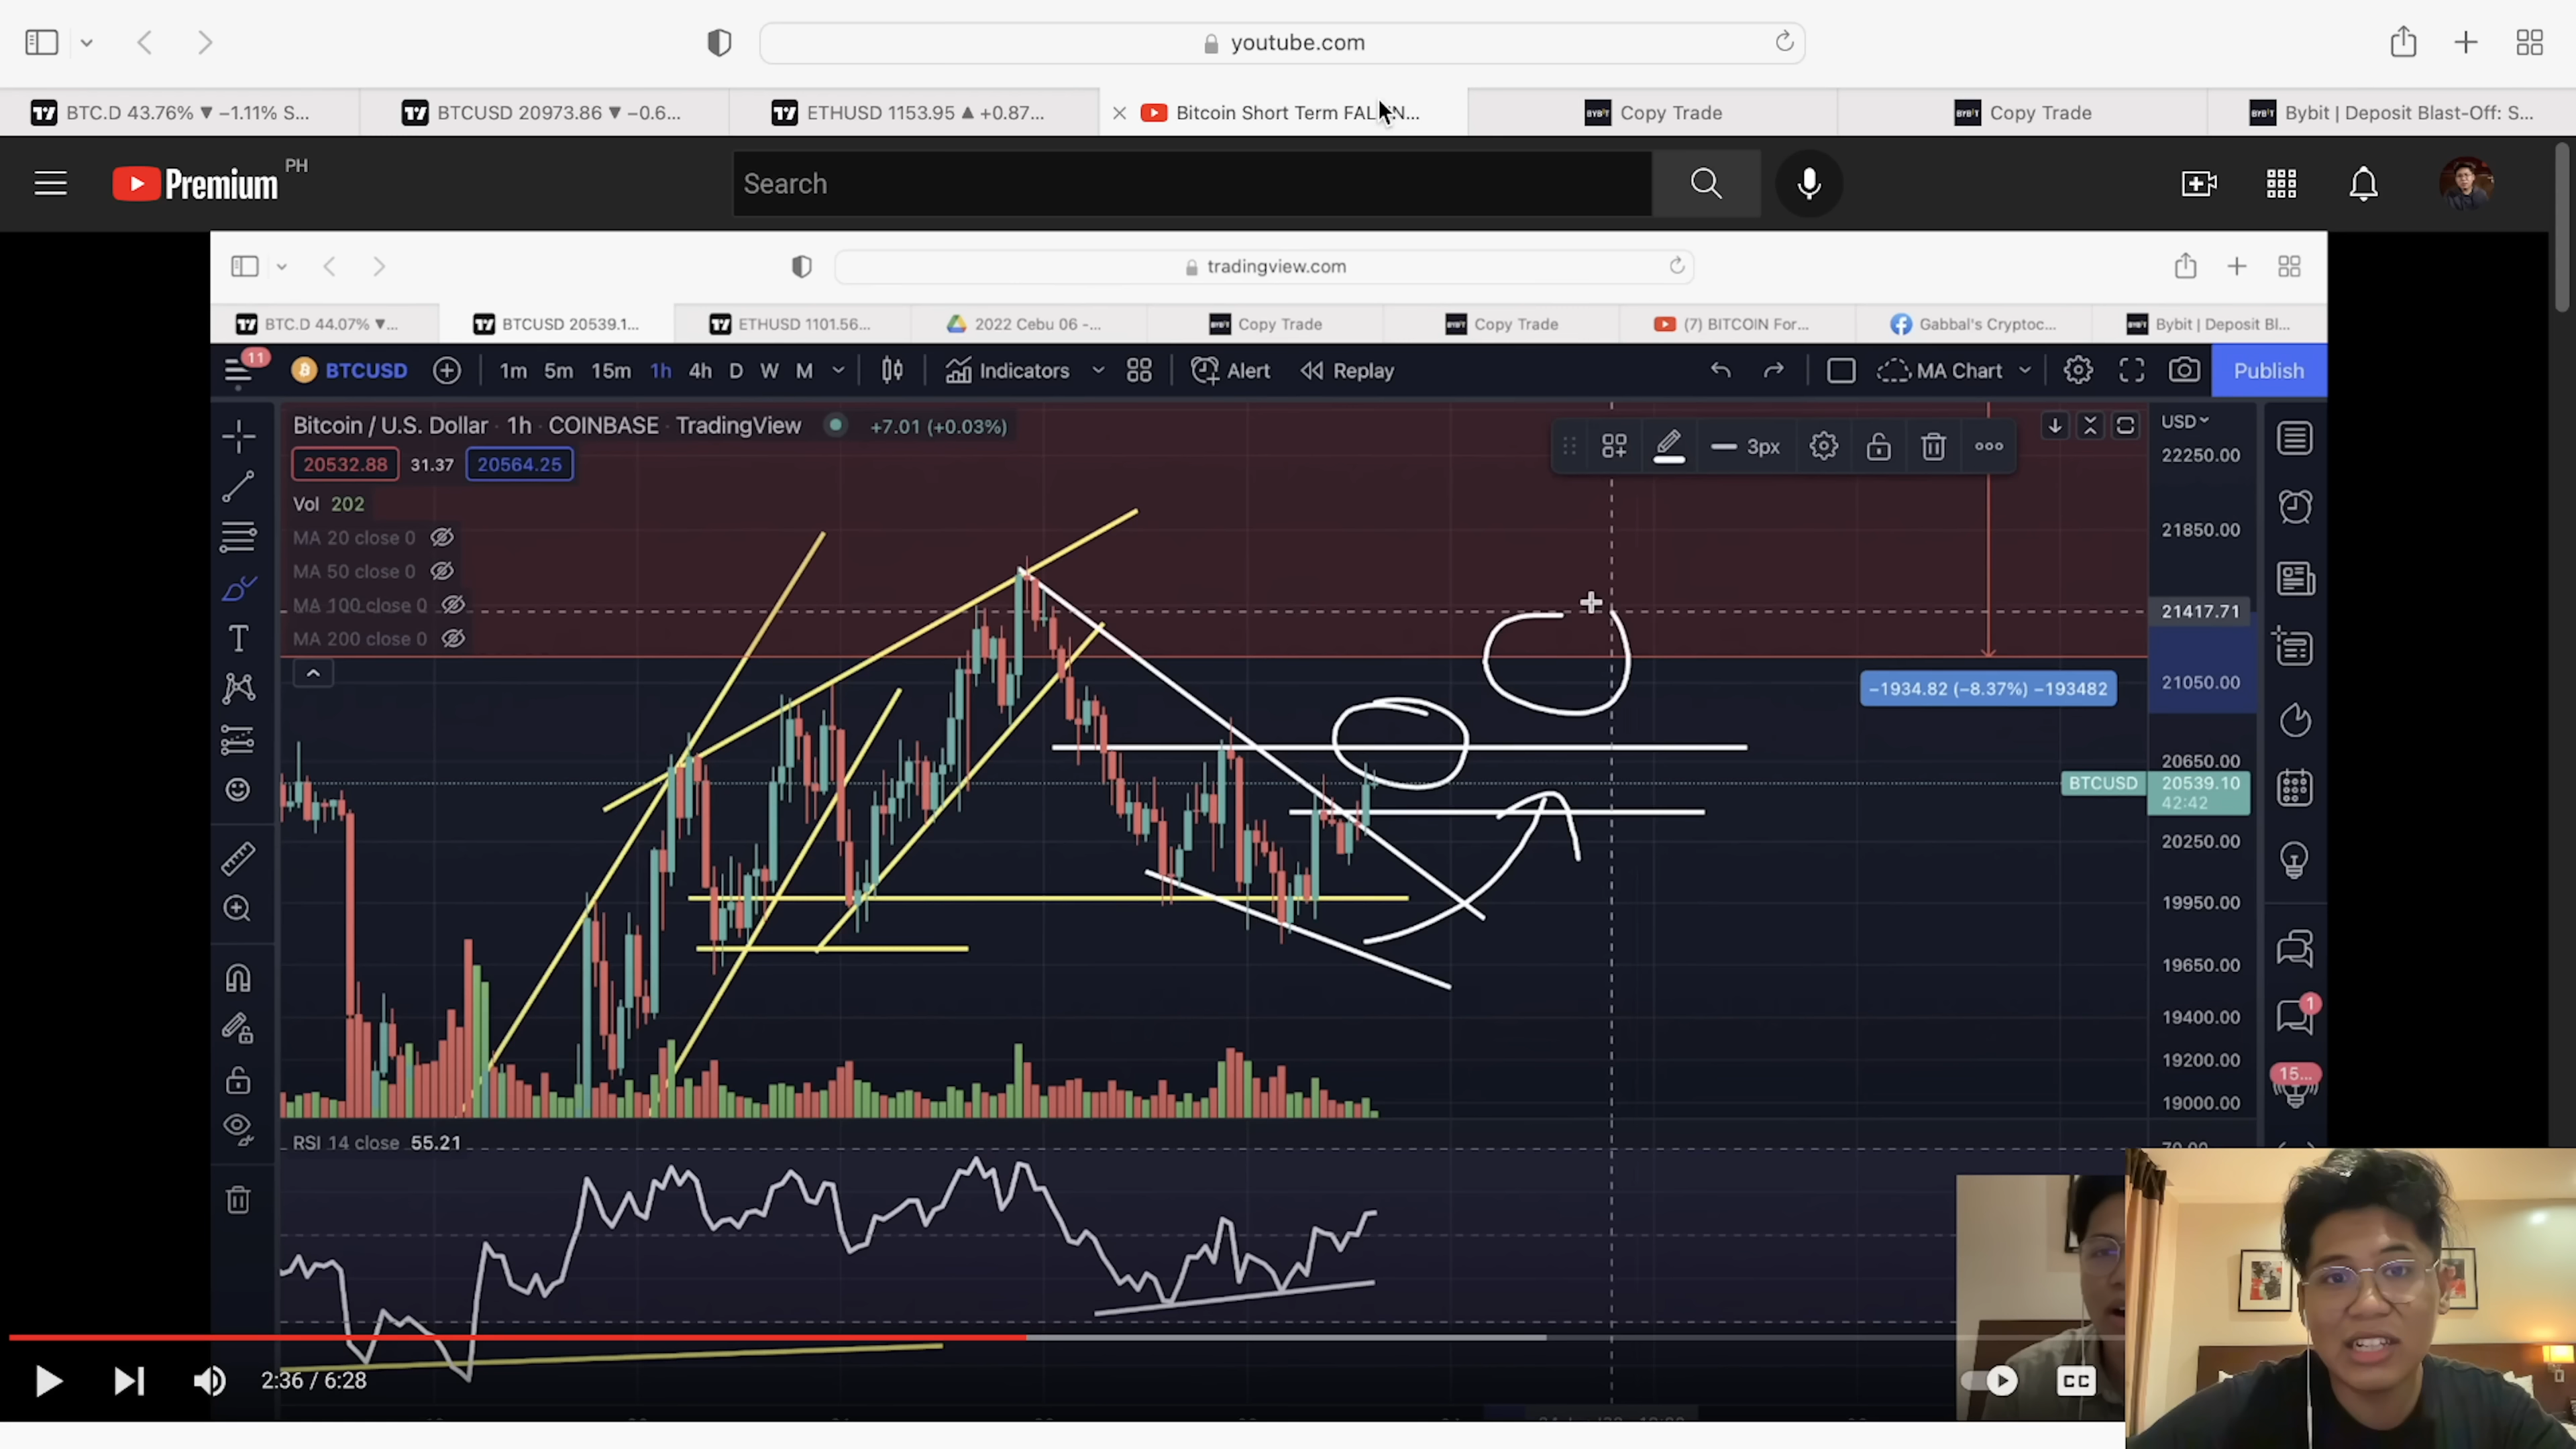 youtube.com
BTC.D 43.76% ▼ −1.11% S...
BTCUSD 20973.86 ▼ −0.6...
ETHUSD 1153.95 ▲ +0.87...
Bitcoin Short Term FAL
Copy Trade
Copy Trade
Bybit | Deposit Blast-Off: S...
Premium PH
Search
tradingview.com
BTC.D 44.07% ▼...
BTCUSD 20539.1...
ETHUSD 1101.56...
2022 Cebu 06 -...
Copy Trade
Copy Trade
(7) BITCOIN For...
Gabbal's Cryptoc...
Bybit | Deposit Bl...
11
BTCUSD
1m 5m 15m 1h 4h D W M
Indicators
Alert
Replay
MA Chart
Publish
Bitcoin / U.S. Dollar · 1h · COINBASE · TradingView
+7.01 (+0.03%)
20532.88 31.37 20564.25
Vol 202
MA 20 close 0
MA 50 close 0
MA 100 close 0
MA 200 close 0
3px
USD
22250.00
21850.00
21417.71
21050.00
−1934.82 (−8.37%) −193482
20650.00
BTCUSD 20539.10
42:42
20250.00
19950.00
19650.00
19400.00
19200.00
19000.00
1
15...
RSI 14 close 55.21
2:36 / 6:28
CC